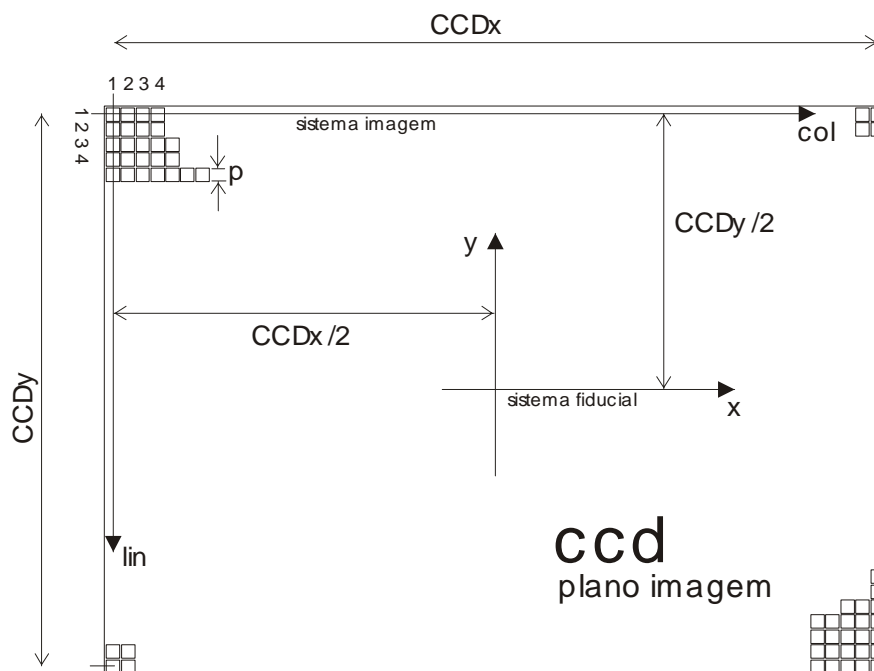 CCDx
1 2 3 4
1 2 3 4
sistema imagem
col
p
CCDy/2
y
CCDx/2
CCDy
sistema fiducial
x
ccd
lin
plano imagem